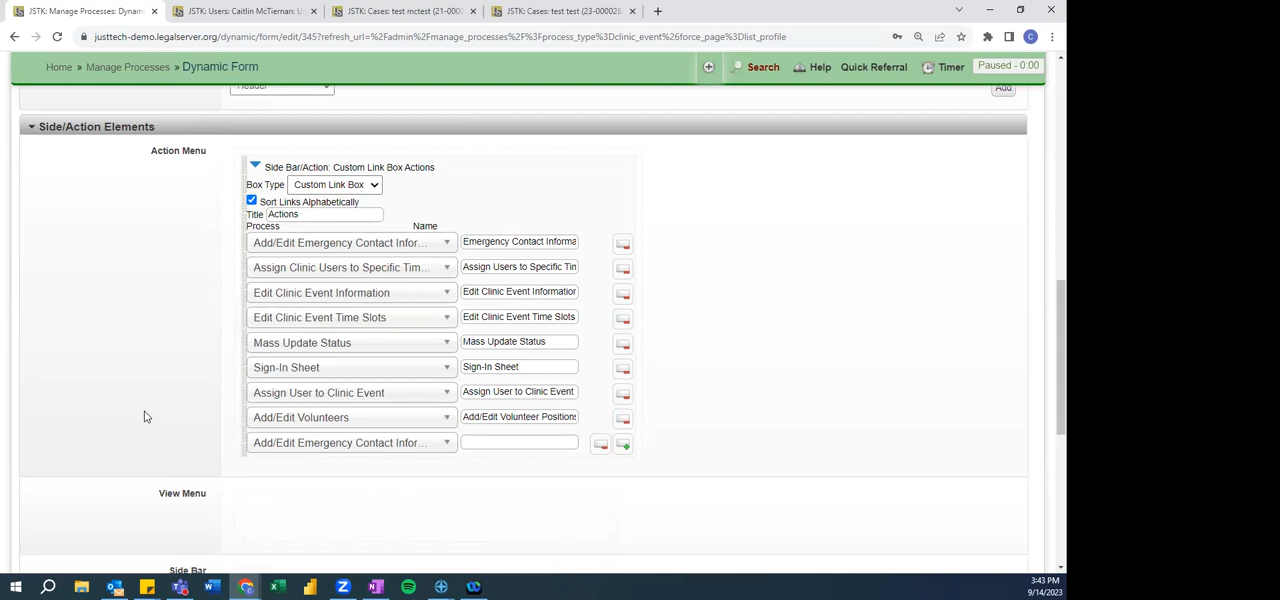 JSTK: Manage Processes: Dynam
JSTK: Users: Caitlin McTiernan: U
JSTK: Cases: test mctest (21-0000
JSTK: Cases: test test (23-000028
justtech-demo.legalserver.org/dynamic/form/edit/345?refresh_url=%2Fadmin%2Fmanage_processes%2F%3Fprocess_type%3Dclinic_event%26force_page%3Dlist_profile
C
Home » Manage Processes » Dynamic Form
Search
Help
Quick Referral
Timer
Paused - 0:00
Header
Add
Side/Action Elements
Action Menu
Side Bar/Action: Custom Link Box Actions
Box Type Custom Link Box
Sort Links Alphabetically
Title Actions
Process Name
Add/Edit Emergency Contact Infor... Emergency Contact Informa
Assign Clinic Users to Specific Tim... Assign Users to Specific Tim
Edit Clinic Event Information Edit Clinic Event Information
Edit Clinic Event Time Slots Edit Clinic Event Time Slots
Mass Update Status Mass Update Status
Sign-In Sheet Sign-In Sheet
Assign User to Clinic Event Assign User to Clinic Event
Add/Edit Volunteers Add/Edit Volunteer Positions
Add/Edit Emergency Contact Infor...
View Menu
Side Bar
3:43 PM
9/14/2023